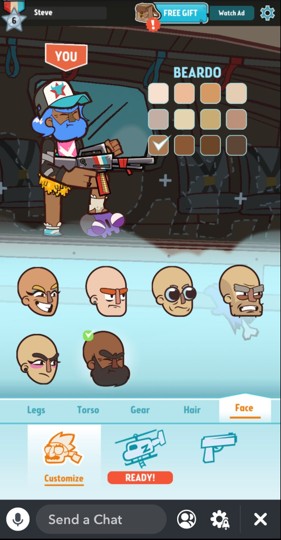 6
Steve
FREE GIFT
Watch Ad
!
YOU
BEARDO
Legs Torso Gear Hair Face
Customize
READY!
Send a Chat